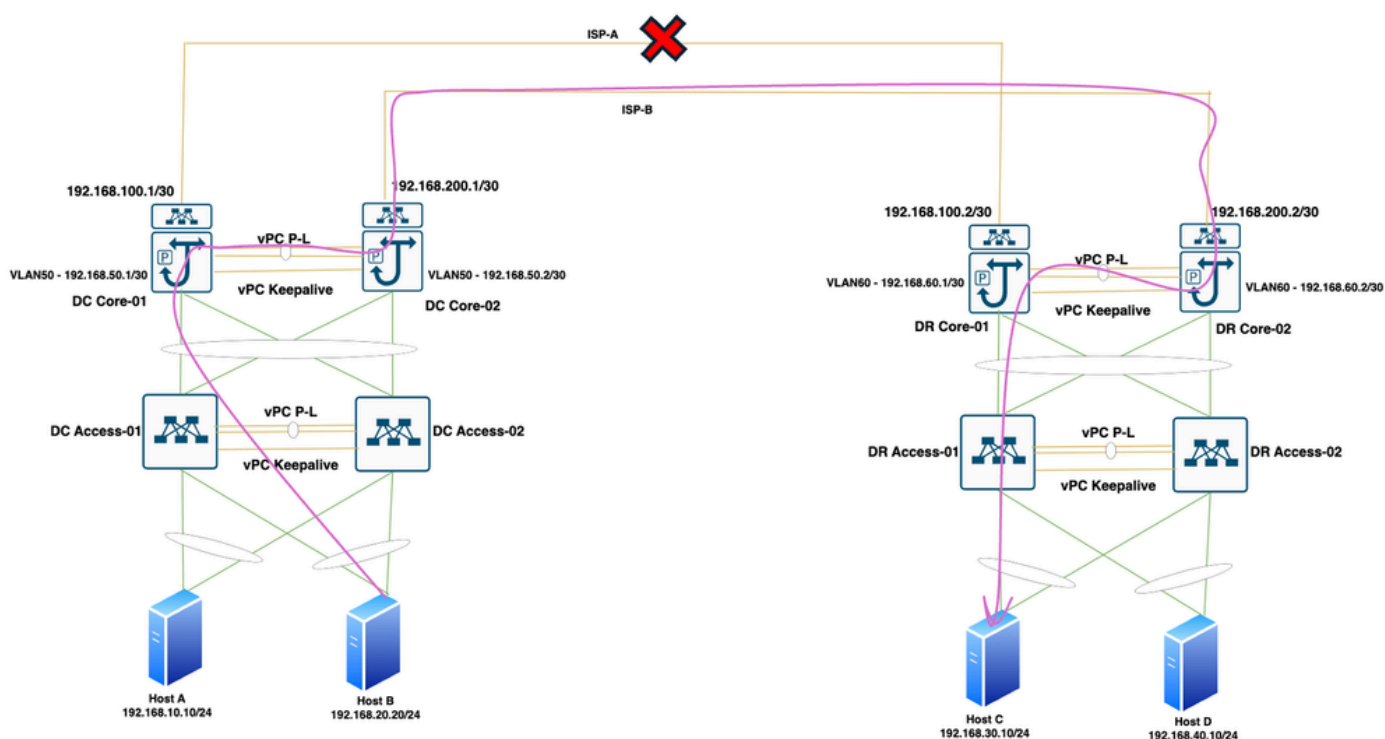 ISP-A
ISP-B
192.168.100.1/30
192.168.200.1/30
192.168.100.2/30
192.168.200.2/30
P
vPC P-L
P
VLAN50 - 192.168.50.1/30
VLAN50 - 192.168.50.2/30
vPC Keepalive
DC Core-01
DC Core-02
P
vPC P-L
P
VLAN60 - 192.168.60.1/30
VLAN60 - 192.168.60.2/30
vPC Keepalive
DR Core-01
DR Core-02
DC Access-01
vPC P-L
DC Access-02
vPC Keepalive
DR Access-01
vPC P-L
DR Access-02
vPC Keepalive
Host A
192.168.10.10/24
Host B
192.168.20.20/24
Host C
192.168.30.10/24
Host D
192.168.40.10/24